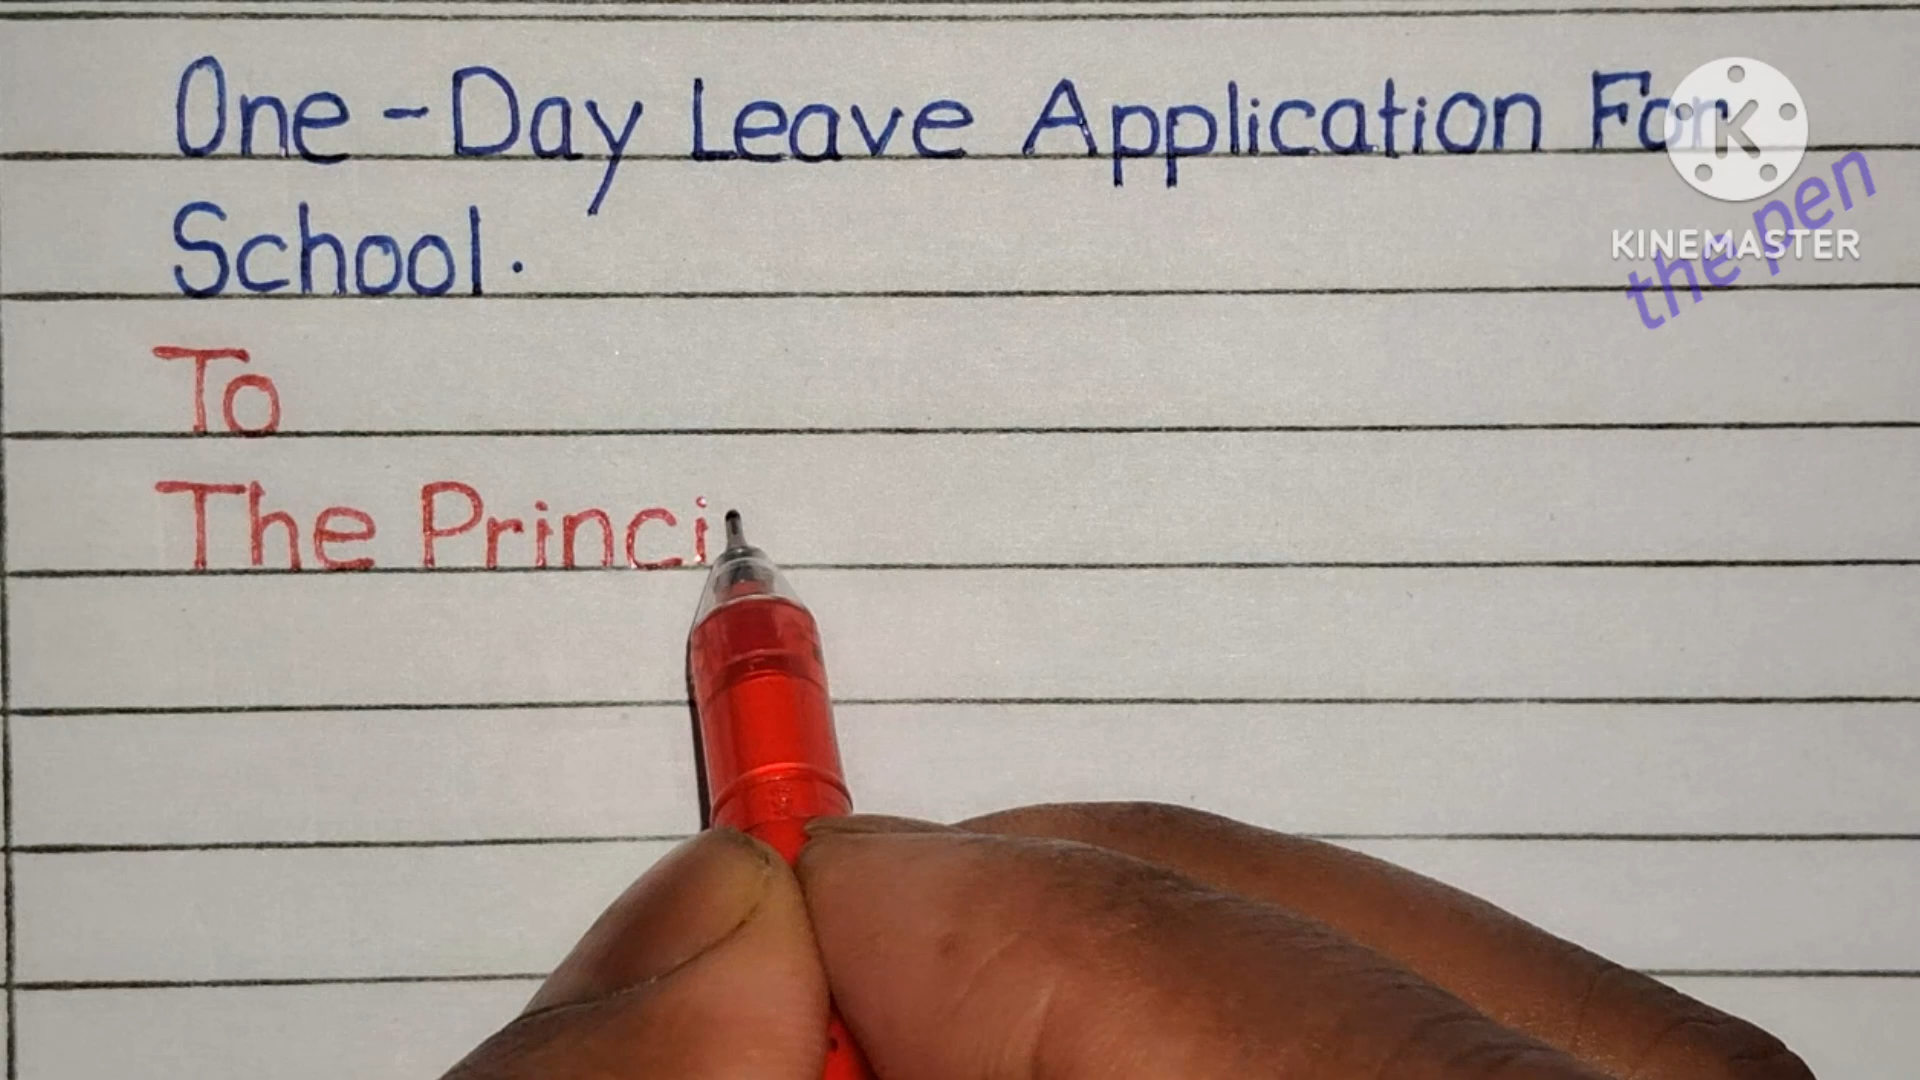 One-Day Leave Application For
School.
To
The Princi
K
KINEMASTER
the pen